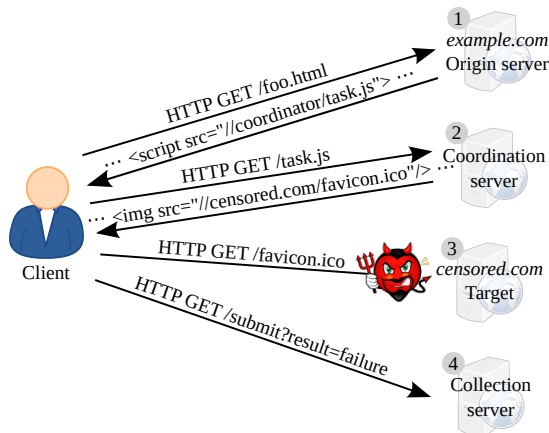 1
example.com
Origin server
HTTP GET /foo.html
... <script src="//coordinator/task.js"> ...
2
Coordination
server
HTTP GET /task.js
... <img src="//censored.com/favicon.ico"/> ...
3
censored.com
Target
HTTP GET /favicon.ico
Client
HTTP GET /submit?result=failure
4
Collection
server